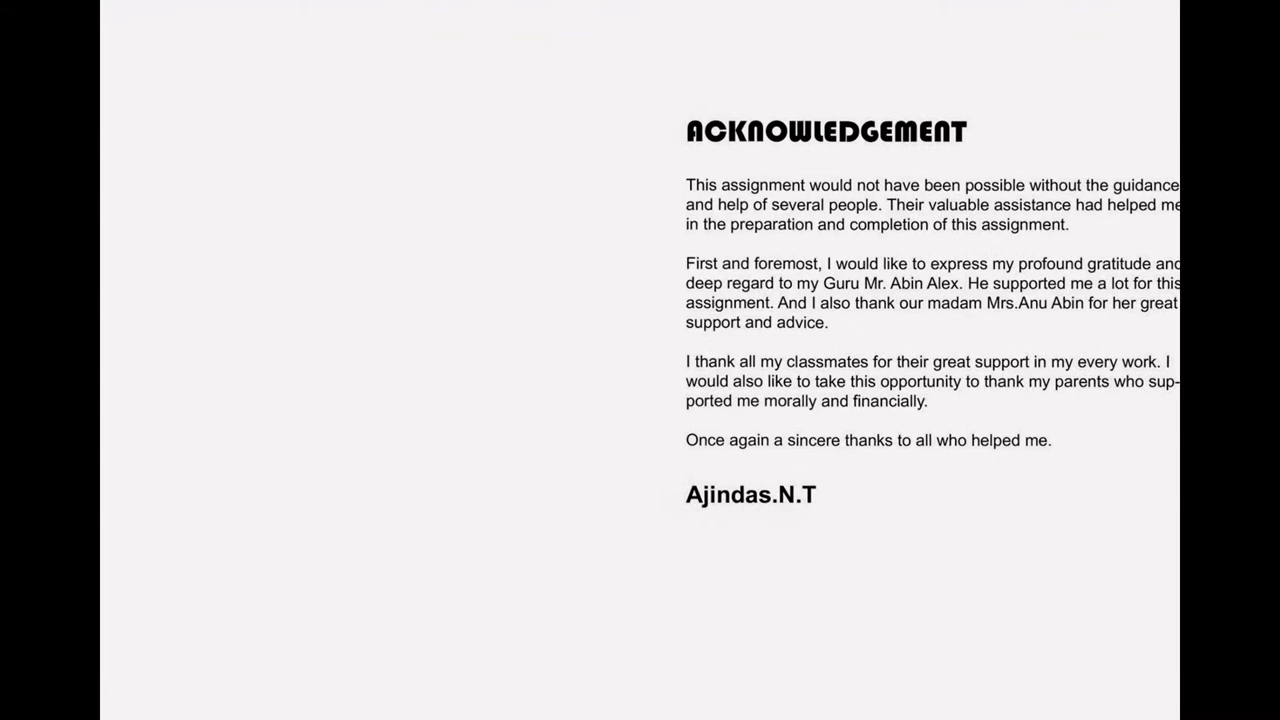 ACKNOWLEDGEMENT
This assignment would not have been possible without the guidance
and help of several people. Their valuable assistance had helped me
in the preparation and completion of this assignment.
First and foremost, I would like to express my profound gratitude and
deep regard to my Guru Mr. Abin Alex. He supported me a lot for this
assignment. And I also thank our madam Mrs.Anu Abin for her great
support and advice.
I thank all my classmates for their great support in my every work. I
would also like to take this opportunity to thank my parents who sup-
ported me morally and financially.
Once again a sincere thanks to all who helped me.
Ajindas.N.T